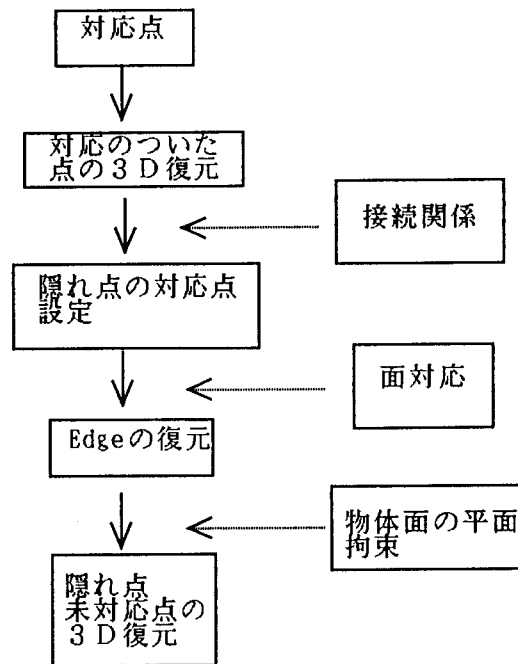 対応点
対応のついた
点の３Ｄ復元
接続関係
隠れ点の対応点
設定
面対応
Edgeの復元
物体面の平面
拘束
隠れ点
未対応点の
３Ｄ復元